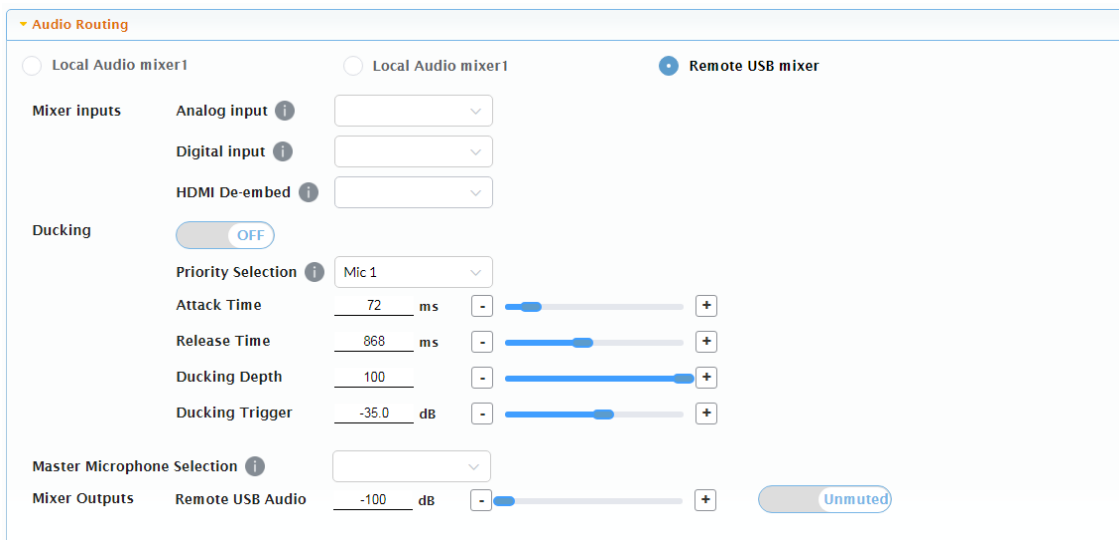 Audio Routing
Local Audio mixer1 Local Audio mixer1 Remote USB mixer
Mixer inputs Analog input i
Digital input i
HDMI De-embed i
Ducking OFF
Priority Selection i Mic 1
Attack Time 72 ms - +
Release Time 868 ms - +
Ducking Depth 100 - +
Ducking Trigger -35.0 dB - +
Master Microphone Selection i
Mixer Outputs Remote USB Audio -100 dB - + Unmuted